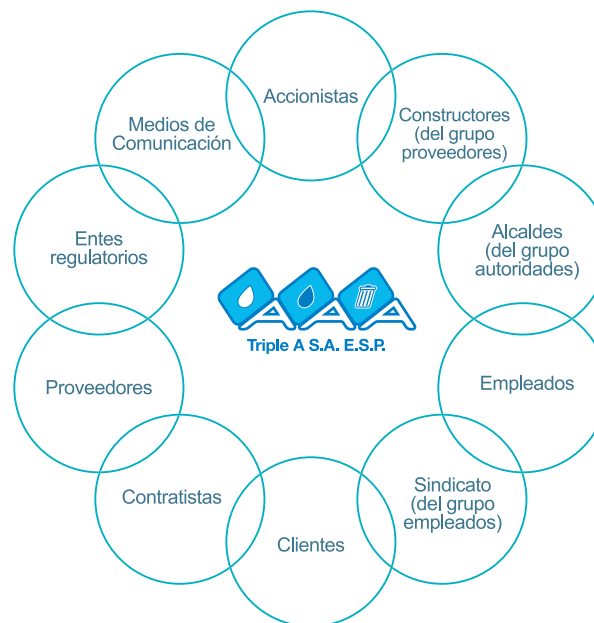 Accionistas
Constructores
(del grupo
proveedores)
Alcaldes
(del grupo
autoridades)
Empleados
Sindicato
(del grupo
empleados)
Clientes
Contratistas
Proveedores
Entes
regulatorios
Medios de
Comunicación
AAA
Triple A S.A. E.S.P.